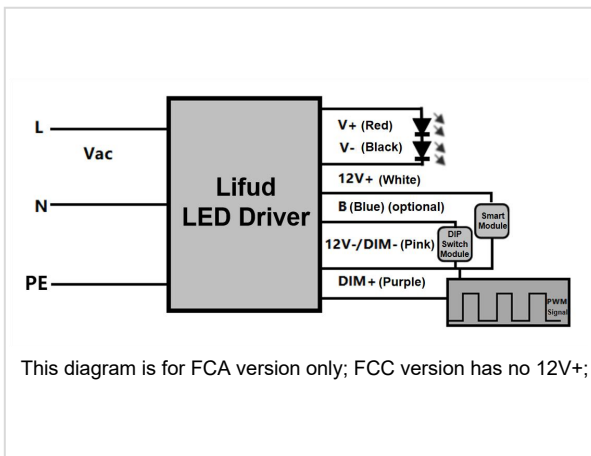 L
Vac
N
PE
Lifud
LED Driver
V+ (Red)
V- (Black)
12V+ (White)
B (Blue) (optional)
12V-/DIM- (Pink)
DIM+ (Purple)
Smart
Module
DIP
Switch
Module
PWM
Signal
This diagram is for FCA version only; FCC version has no 12V+;